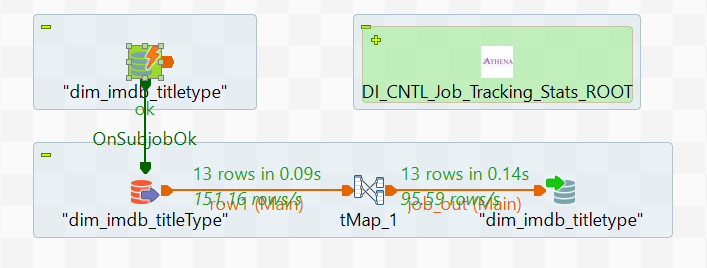 "dim_imdb_titletype"
ok
OnSubjobOk
ATHENA
DI_CNTL_Job_Tracking_Stats_ROOT
13 rows in 0.09s
151.16 rows/s
row1 (Main)
13 rows in 0.14s
95.59 rows/s
job_out (Main)
"dim_imdb_titleType"
tMap_1
"dim_imdb_titletype"